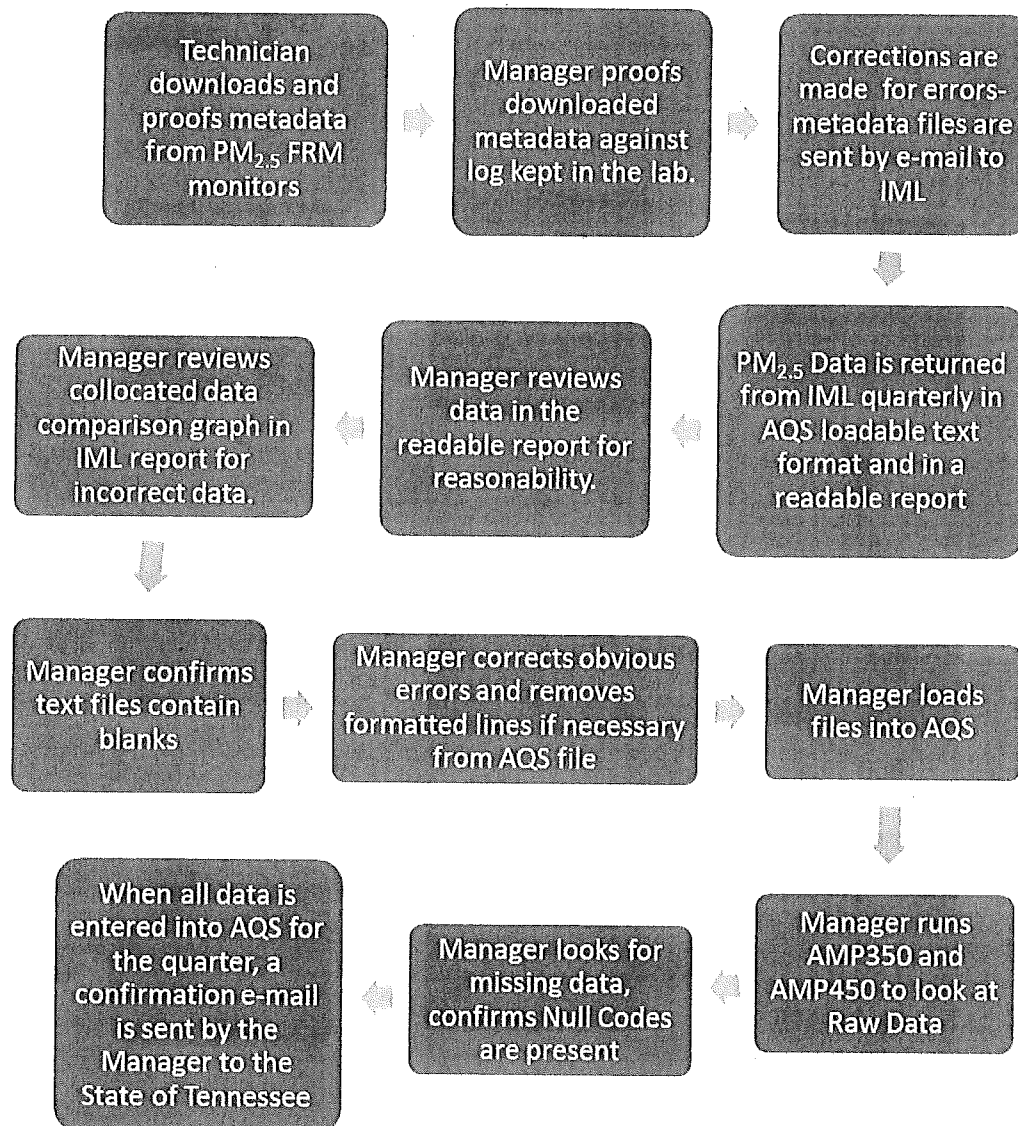 Technician
downloads and
proofs metadata
from PM2.5 FRM
monitors
Manager proofs
downloaded
metadata against
log kept in the lab.
Corrections are
made for errors-
metadata files are
sent by e-mail to
IML
PM2.5 Data is returned
from IML quarterly in
AQS loadable text
format and in a
readable report
Manager reviews
data in the
readable report for
reasonability.
Manager reviews
collocated data
comparison graph in
IML report for
incorrect data.
Manager confirms
text files contain
blanks
Manager corrects obvious
errors and removes
formatted lines if necessary
from AQS file
Manager loads
files into AQS
Manager runs
AMP350 and
AMP450 to look at
Raw Data
Manager looks for
missing data,
confirms Null Codes
are present
When all data is
entered into AQS for
the quarter, a
confirmation e-mail
is sent by the
Manager to the
State of Tennessee